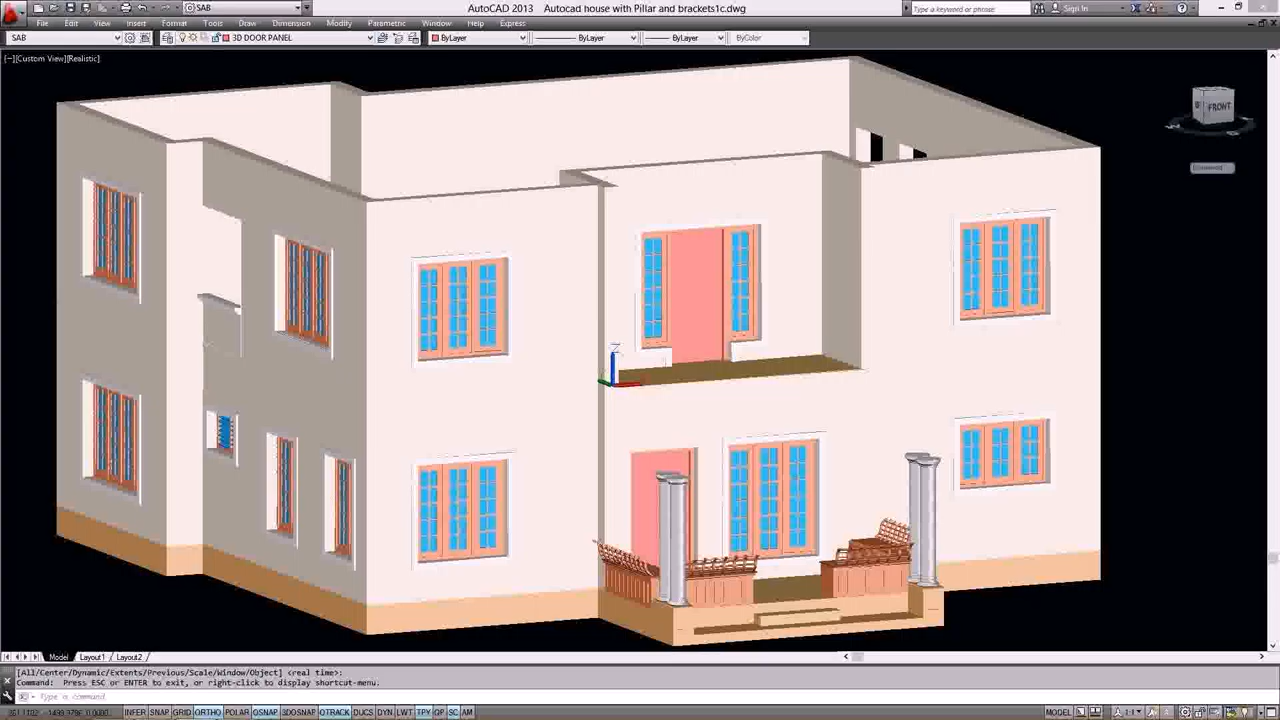 SAB
AutoCAD 2013 Autocad house with Pillar and brackets1c.dwg
Type a keyword or phrase
Sign In
File Edit View Insert Format Tools Draw Dimension Modify Parametric Window Help Express
SAB
3D DOOR PANEL
ByLayer
ByLayer
ByLayer
ByColor
[−][Custom View][Realistic]
FRONT
Z
Model Layout1 Layout2
[All/Center/Dynamic/Extents/Previous/Scale/Window/Object] <real time>:
Command: Press ESC or ENTER to exit, or right-click to display shortcut-menu.
Type a command
INFER SNAP GRID ORTHO POLAR OSNAP 3DOSNAP OTRACK DUCS DYN LWT TPY QP SC AM
MODEL
1:1